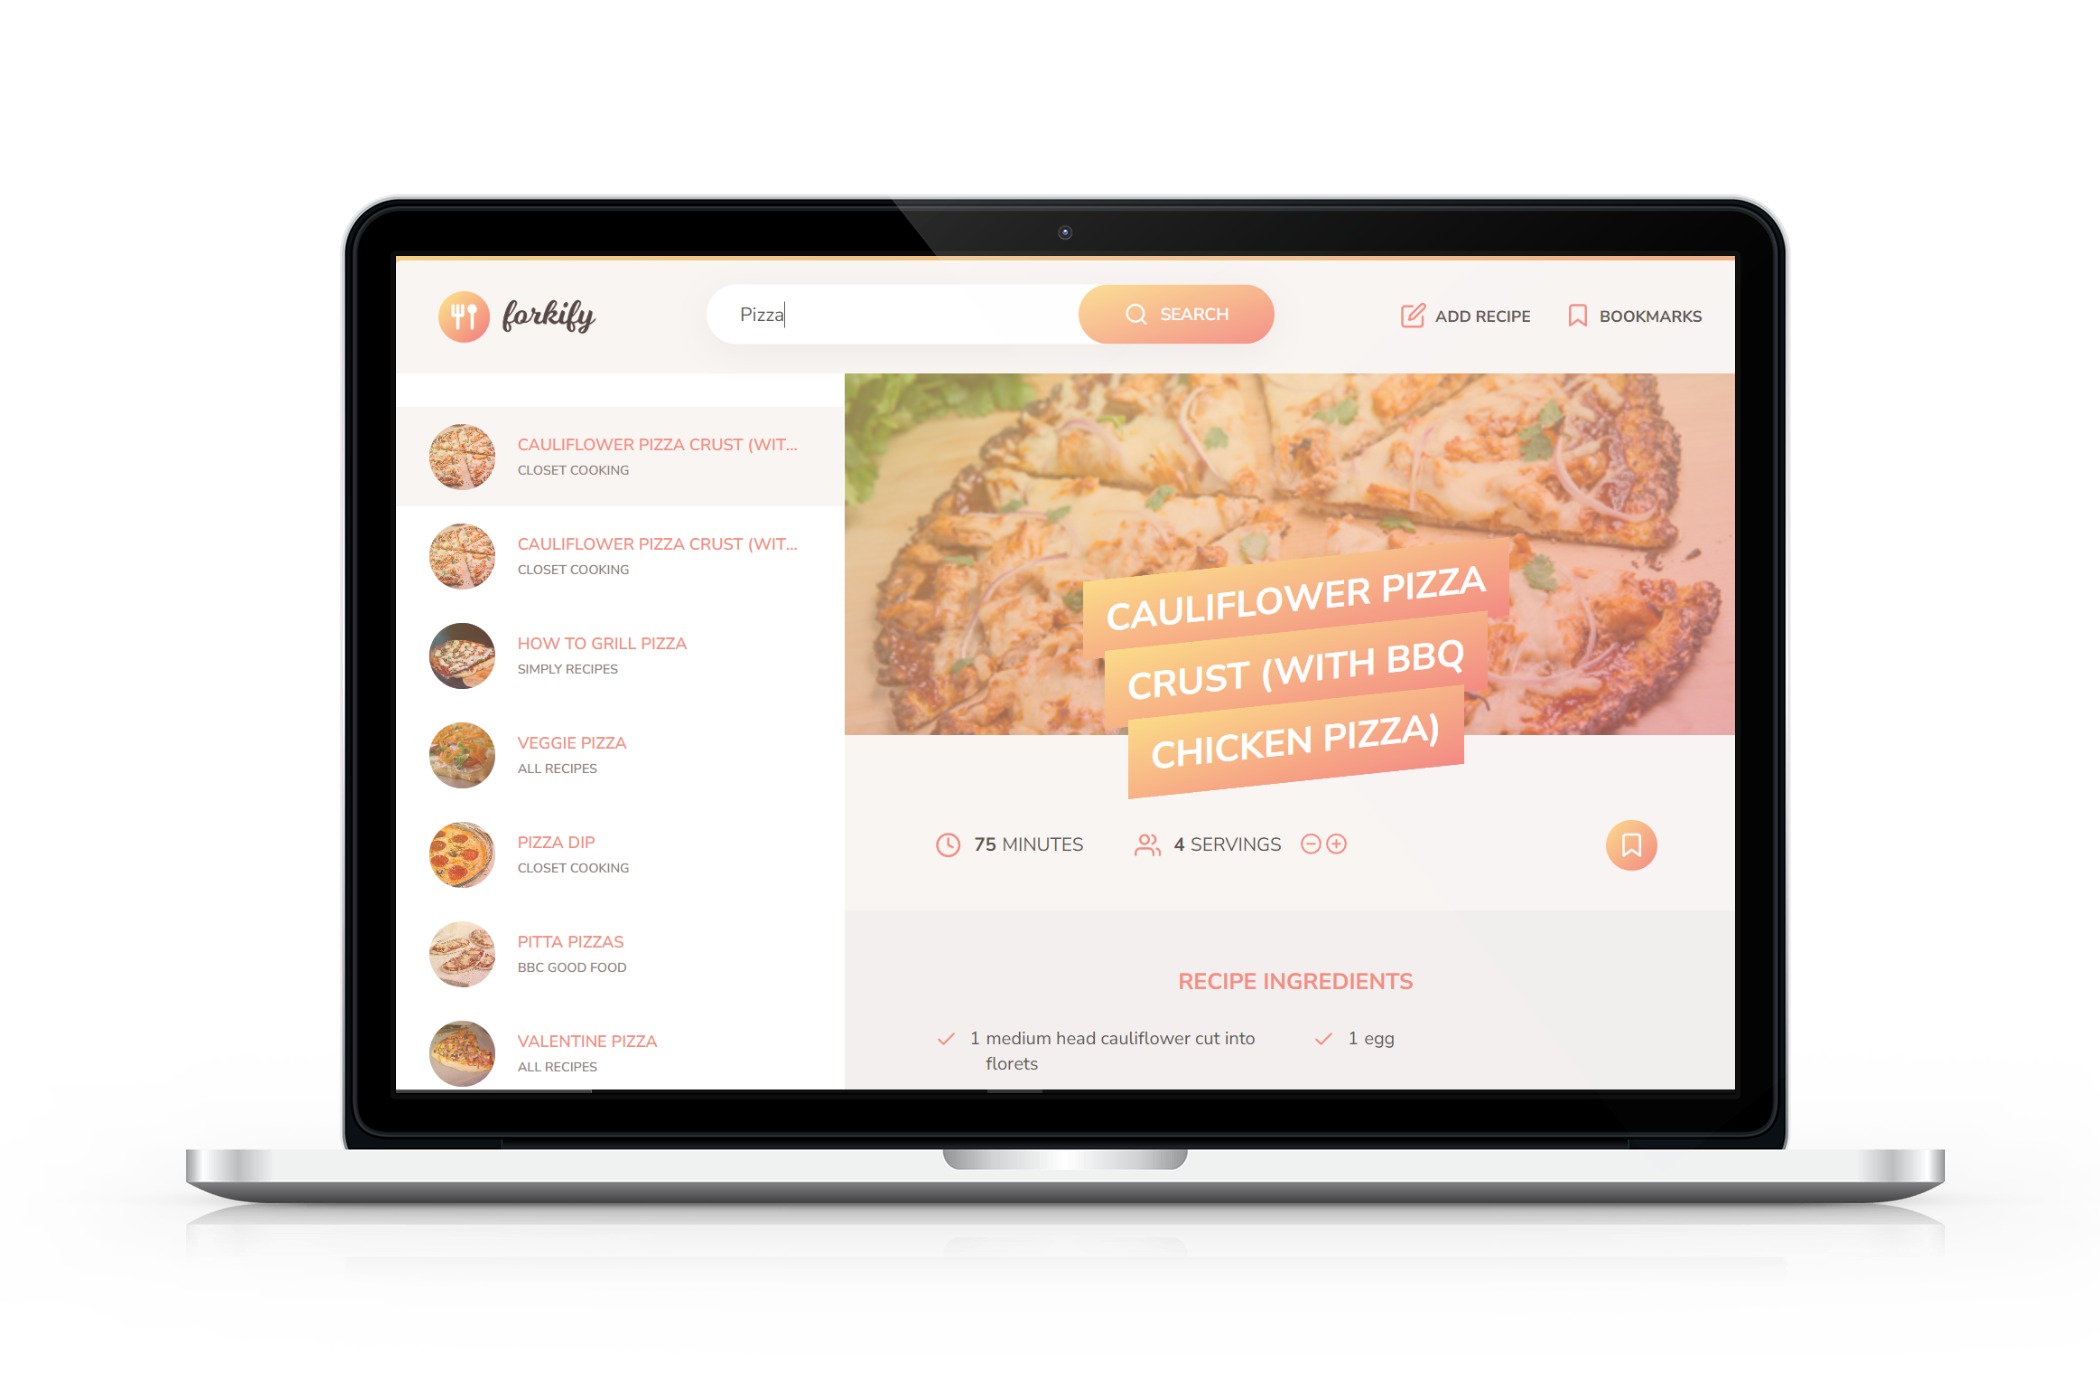 forkify
Pizza
SEARCH
ADD RECIPE
BOOKMARKS
CAULIFLOWER PIZZA CRUST (WIT...
CLOSET COOKING
CAULIFLOWER PIZZA CRUST (WIT...
CLOSET COOKING
HOW TO GRILL PIZZA
SIMPLY RECIPES
VEGGIE PIZZA
ALL RECIPES
PIZZA DIP
CLOSET COOKING
PITTA PIZZAS
BBC GOOD FOOD
VALENTINE PIZZA
ALL RECIPES
CAULIFLOWER PIZZA
CRUST (WITH BBQ
CHICKEN PIZZA)
75 MINUTES
4 SERVINGS
RECIPE INGREDIENTS
1 medium head cauliflower cut into
florets
1 egg